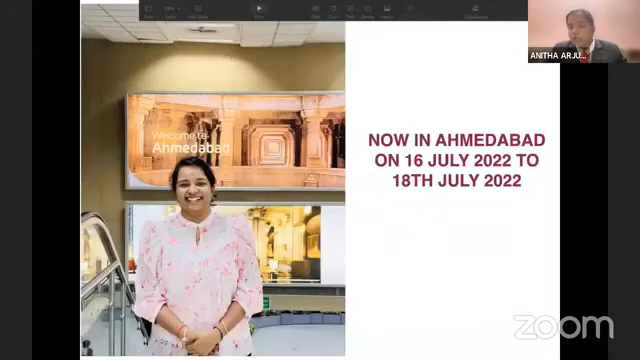 ANITHA ARJU...
Welcome to
Ahmedabad
NOW IN AHMEDABAD
ON 16 JULY 2022 TO
18TH JULY 2022
zoom